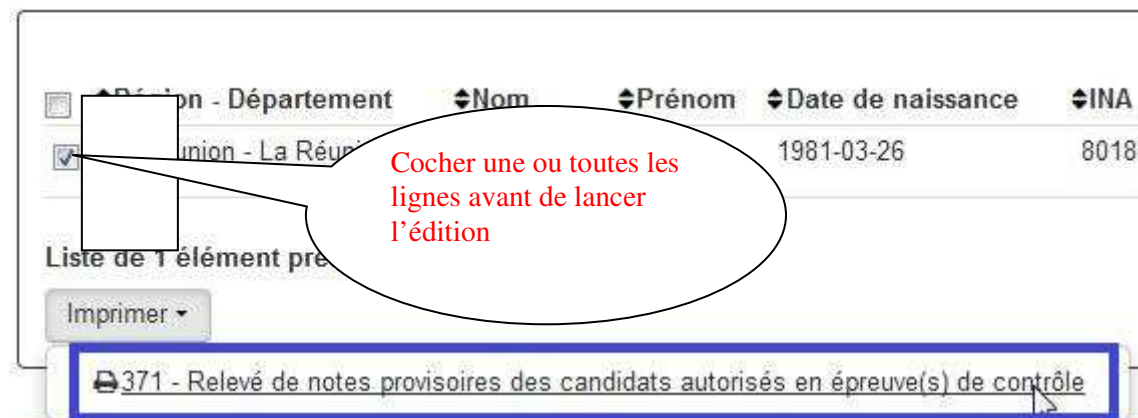 - Département Nom Prénom Date de naissance INA
- La 1981-03-26 8018
Cocher une ou toutes les
lignes avant de lancer
l’édition
Liste de 1 élément
Imprimer
371 - Relevé de notes provisoires des candidats autorisés en épreuve(s) de contrôle